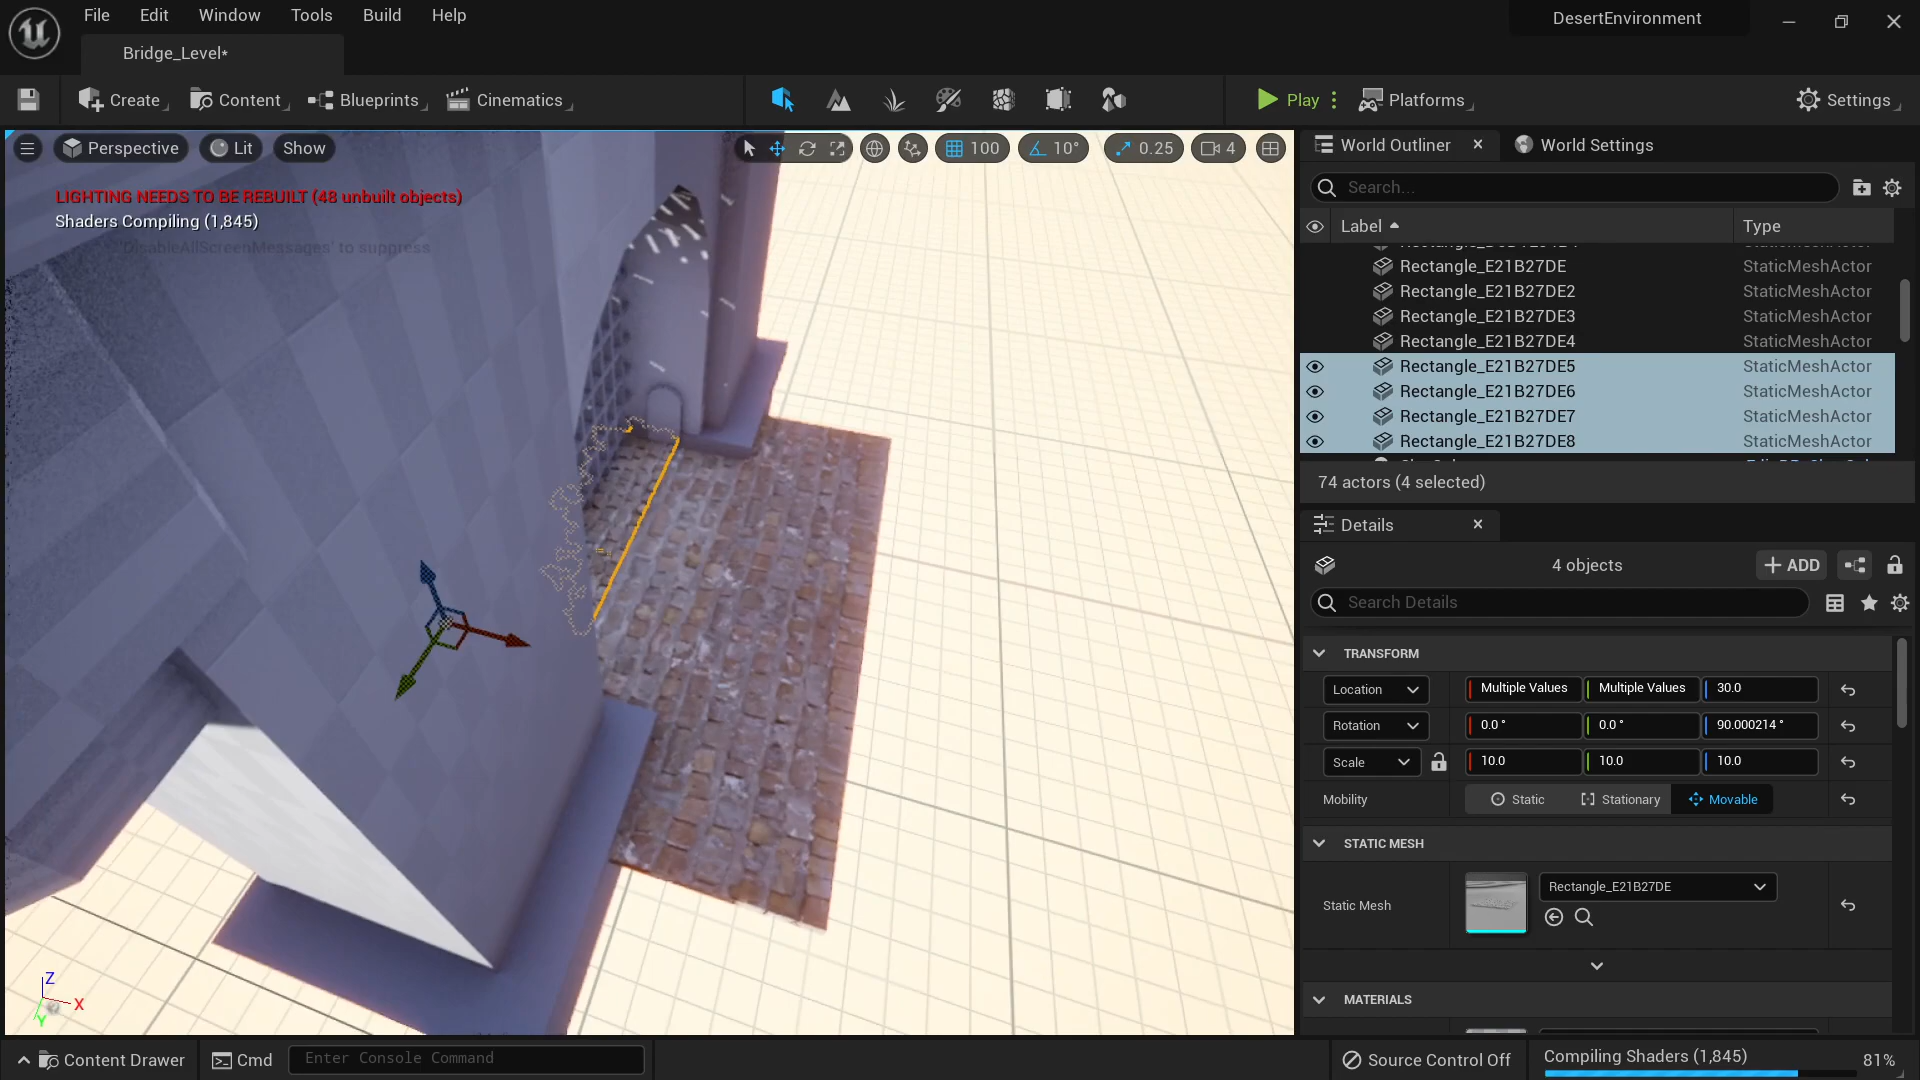 File Edit Window Tools Build Help
DesertEnvironment
Bridge_Level*
Create Content Blueprints Cinematics Play Platforms Settings
Perspective Lit Show 100 10° 0.25 4
LIGHTING NEEDS TO BE REBUILT (48 unbuilt objects)
Shaders Compiling (1,845)
'DisableAllScreenMessages' to suppress
World Outliner World Settings
Search...
Label Type
Rectangle_E21B27DE StaticMeshActor
Rectangle_E21B27DE2 StaticMeshActor
Rectangle_E21B27DE3 StaticMeshActor
Rectangle_E21B27DE4 StaticMeshActor
Rectangle_E21B27DE5 StaticMeshActor
Rectangle_E21B27DE6 StaticMeshActor
Rectangle_E21B27DE7 StaticMeshActor
Rectangle_E21B27DE8 StaticMeshActor
74 actors (4 selected)
Details
4 objects ADD
Search Details
TRANSFORM
Location Multiple Values Multiple Values 30.0
Rotation 0.0 ° 0.0 ° 90.000214 °
Scale 10.0 10.0 10.0
Mobility Static Stationary Movable
STATIC MESH
Static Mesh Rectangle_E21B27DE
MATERIALS
Z
X
Y
Content Drawer Cmd Enter Console Command Source Control Off Compiling Shaders (1,845) 81%